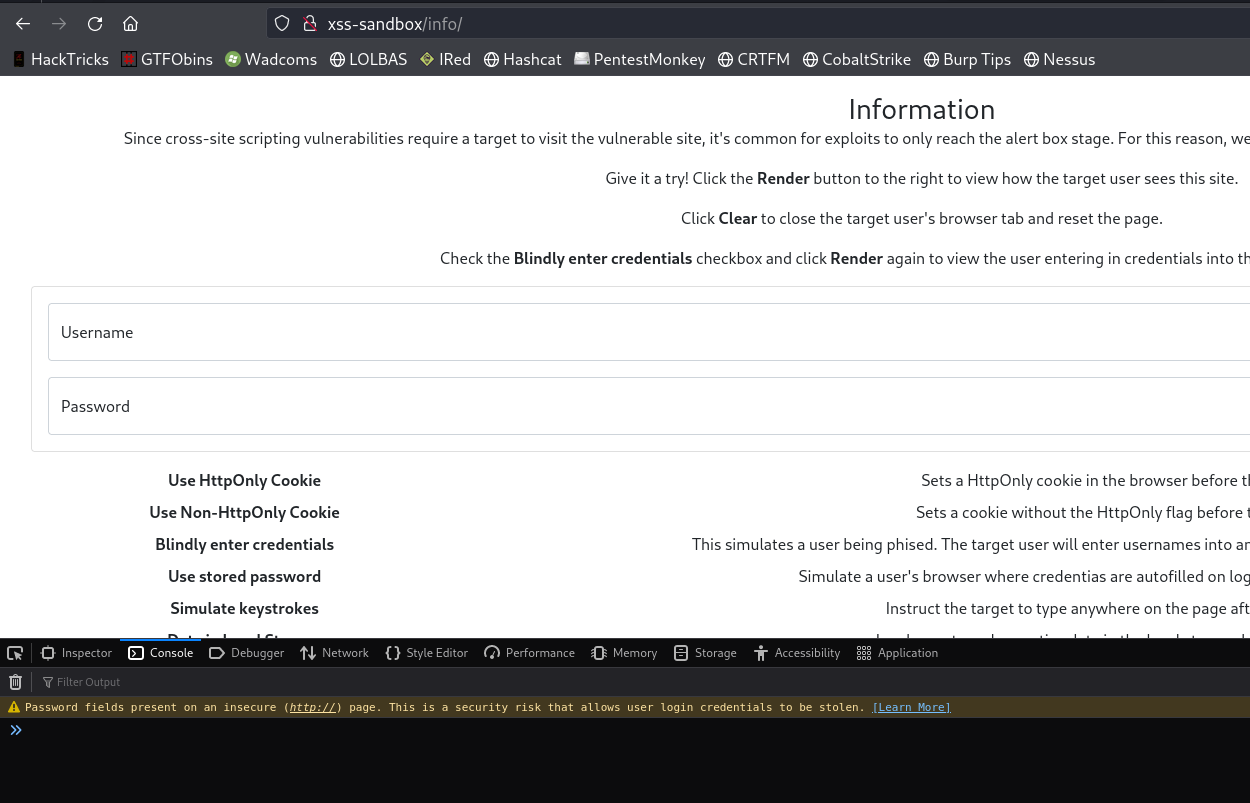 xss-sandbox/info/
HackTricks GTFObins Wadcoms LOLBAS IRed Hashcat PentestMonkey CRTFM CobaltStrike Burp Tips Nessus
Information
Since cross-site scripting vulnerabilities require a target to visit the vulnerable site, it's common for exploits to only reach the alert box stage. For this reason, we
Give it a try! Click the Render button to the right to view how the target user sees this site.
Click Clear to close the target user's browser tab and reset the page.
Check the Blindly enter credentials checkbox and click Render again to view the user entering in credentials into th
Username
Password
Use HttpOnly Cookie Sets a HttpOnly cookie in the browser before th
Use Non-HttpOnly Cookie Sets a cookie without the HttpOnly flag before t
Blindly enter credentials This simulates a user being phised. The target user will enter usernames into an
Use stored password Simulate a user's browser where credentias are autofilled on log
Simulate keystrokes Instruct the target to type anywhere on the page aft
Inspector Console Debugger Network Style Editor Performance Memory Storage Accessibility Application
Filter Output
Password fields present on an insecure (http://) page. This is a security risk that allows user login credentials to be stolen. [Learn More]